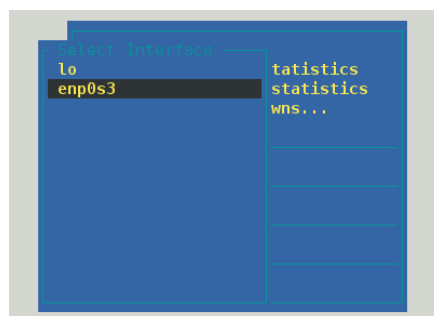 Select Interface
lo
tatistics
enp0s3
statistics
wns...